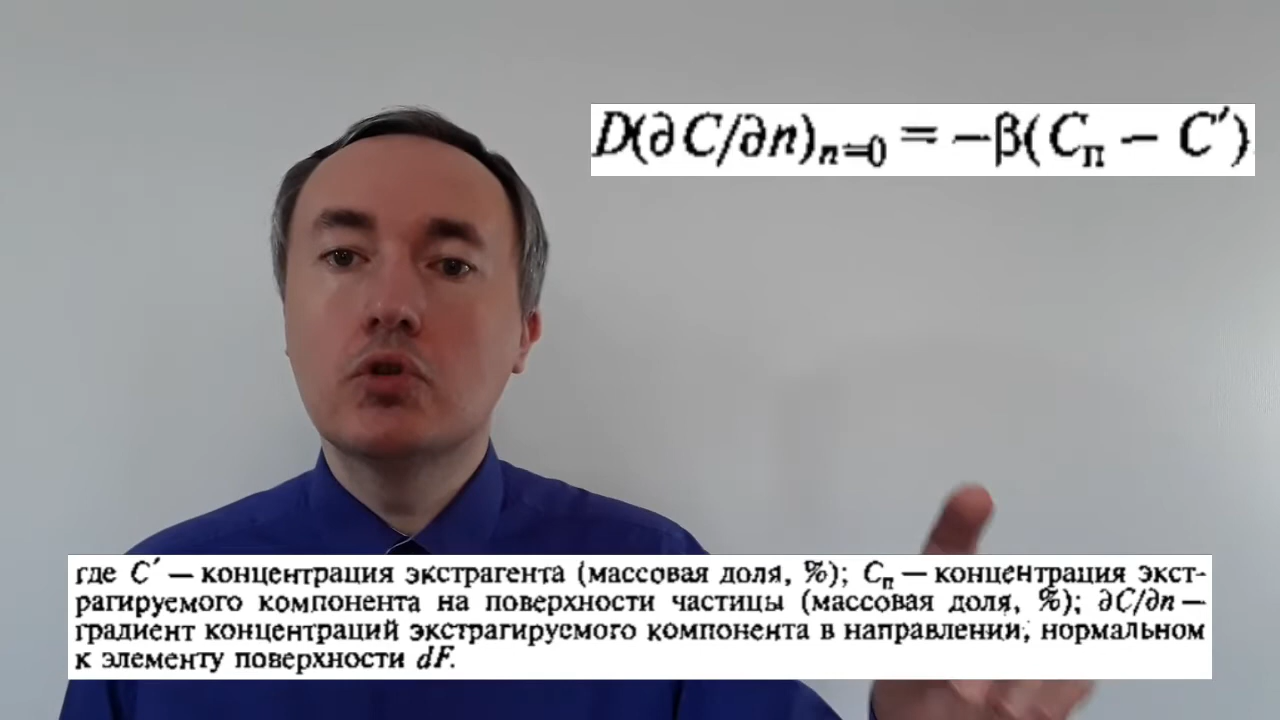 D(∂C/∂n)ₙ₌₀ = −β(Cп − C′)
где C′ — концентрация экстрагента (массовая доля, %); Cп — концентрация экст-
рагируемого компонента на поверхности частицы (массовая доля, %); ∂C/∂n —
градиент концентраций экстрагируемого компонента в направлении, нормальном
к элементу поверхности dF.